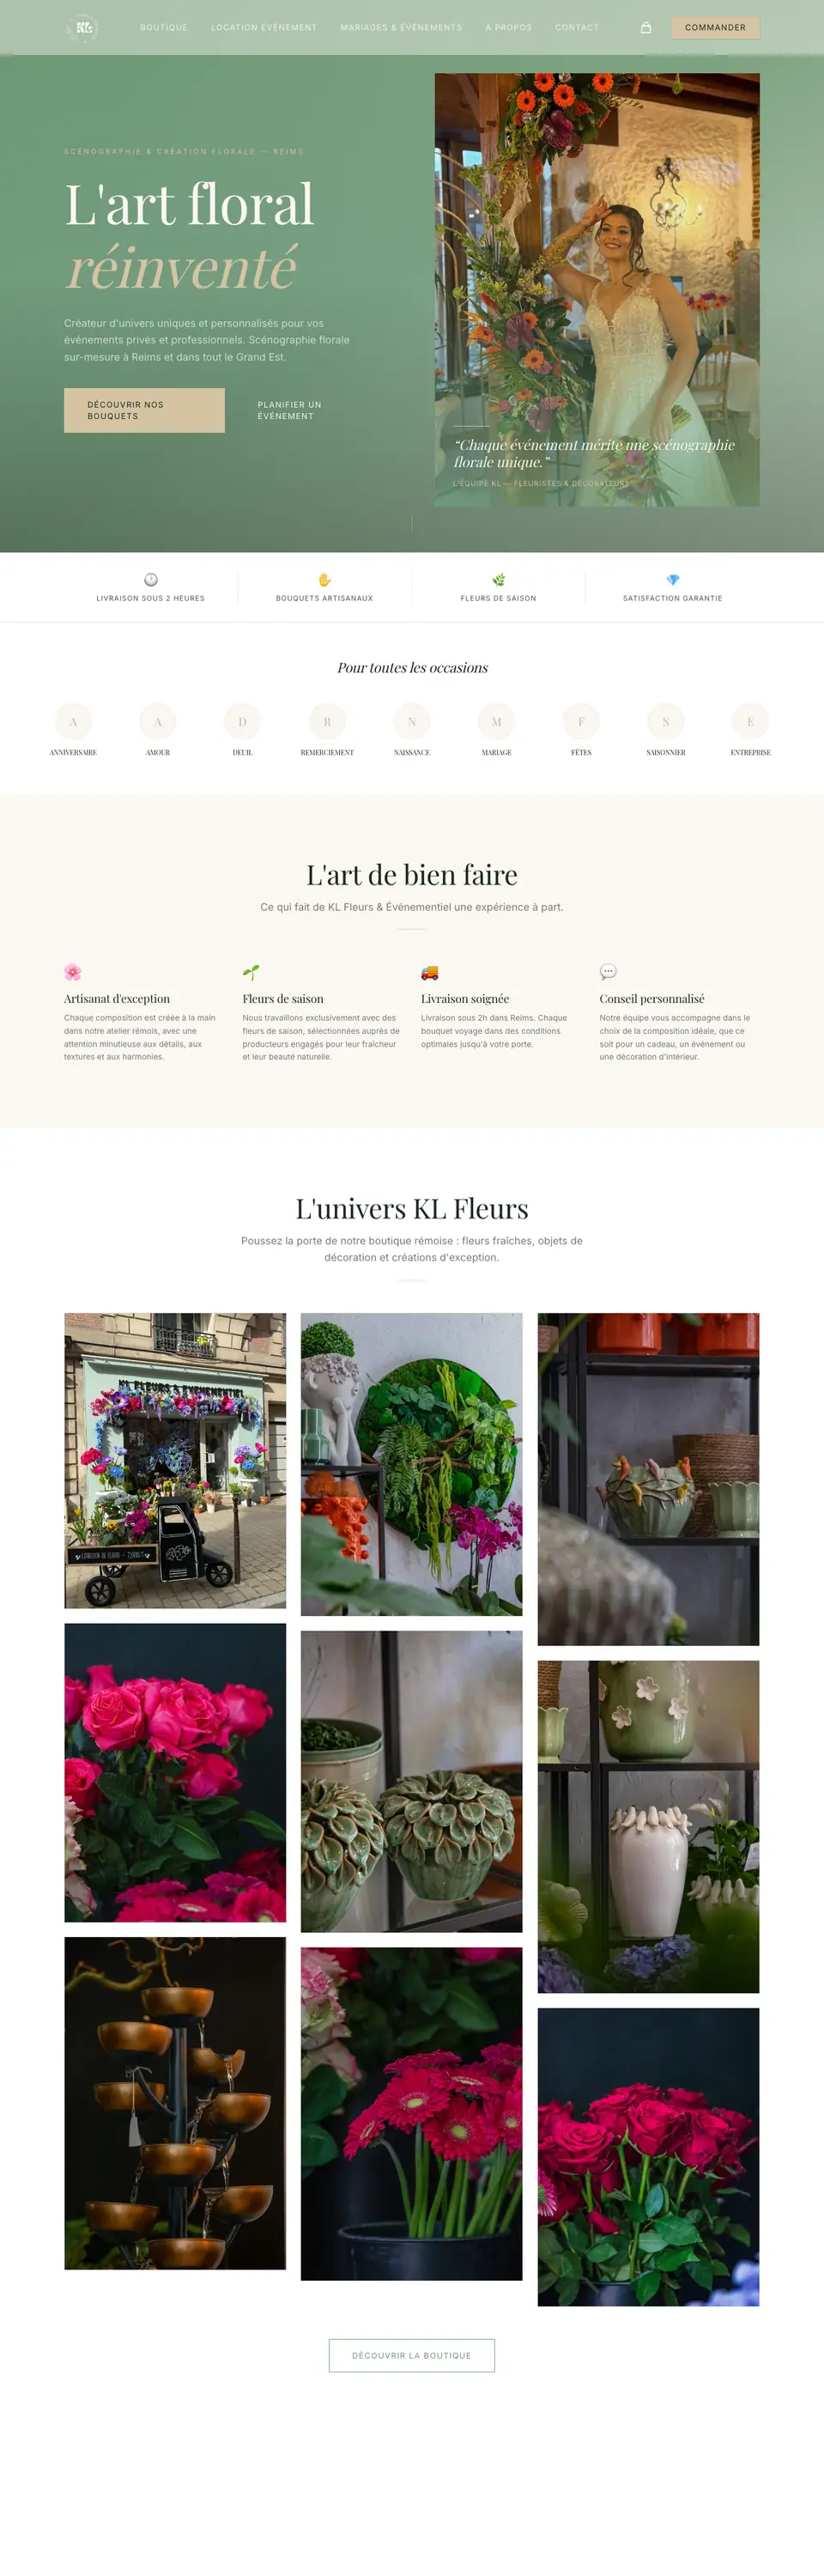 KL
BOUTIQUE
LOCATION ÉVÉNEMENT
MARIAGES & ÉVÉNEMENTS
À PROPOS
CONTACT
COMMANDER
SCÉNOGRAPHIE & CRÉATION FLORALE — REIMS
L'art floral
réinventé
Créateur d'univers uniques et personnalisés pour vos
événements privés et professionnels. Scénographie florale
sur-mesure à Reims et dans tout le Grand Est.
DÉCOUVRIR NOS
BOUQUETS
PLANIFIER UN
ÉVÉNEMENT
“Chaque événement mérite une scénographie
florale unique.”
L'ÉQUIPE KL — FLEURISTES & DÉCORATEURS
LIVRAISON SOUS 2 HEURES
BOUQUETS ARTISANAUX
FLEURS DE SAISON
SATISFACTION GARANTIE
Pour toutes les occasions
A
A
D
R
N
M
F
S
E
ANNIVERSAIRE
AMOUR
DEUIL
REMERCIEMENT
NAISSANCE
MARIAGE
FÊTES
SAISONNIER
ENTREPRISE
L'art de bien faire
Ce qui fait de KL Fleurs & Événementiel une expérience à part.
Artisanat d'exception
Chaque composition est créée à la main
dans notre atelier rémois, avec une
attention minutieuse aux détails, aux
textures et aux harmonies.
Fleurs de saison
Nous travaillons exclusivement avec des
fleurs de saison, sélectionnées auprès de
producteurs engagés pour leur fraîcheur
et leur beauté naturelle.
Livraison soignée
Livraison sous 2h dans Reims. Chaque
bouquet voyage dans des conditions
optimales jusqu'à votre porte.
Conseil personnalisé
Notre équipe vous accompagne dans le
choix de la composition idéale, que ce
soit pour un cadeau, un événement ou
une décoration d'intérieur.
L'univers KL Fleurs
Poussez la porte de notre boutique rémoise : fleurs fraîches, objets de
décoration et créations d'exception.
KL FLEURS & EVENEMENTIEL
LIVRAISON DE FLEURS - 7 JOURS/7
DÉCOUVRIR LA BOUTIQUE